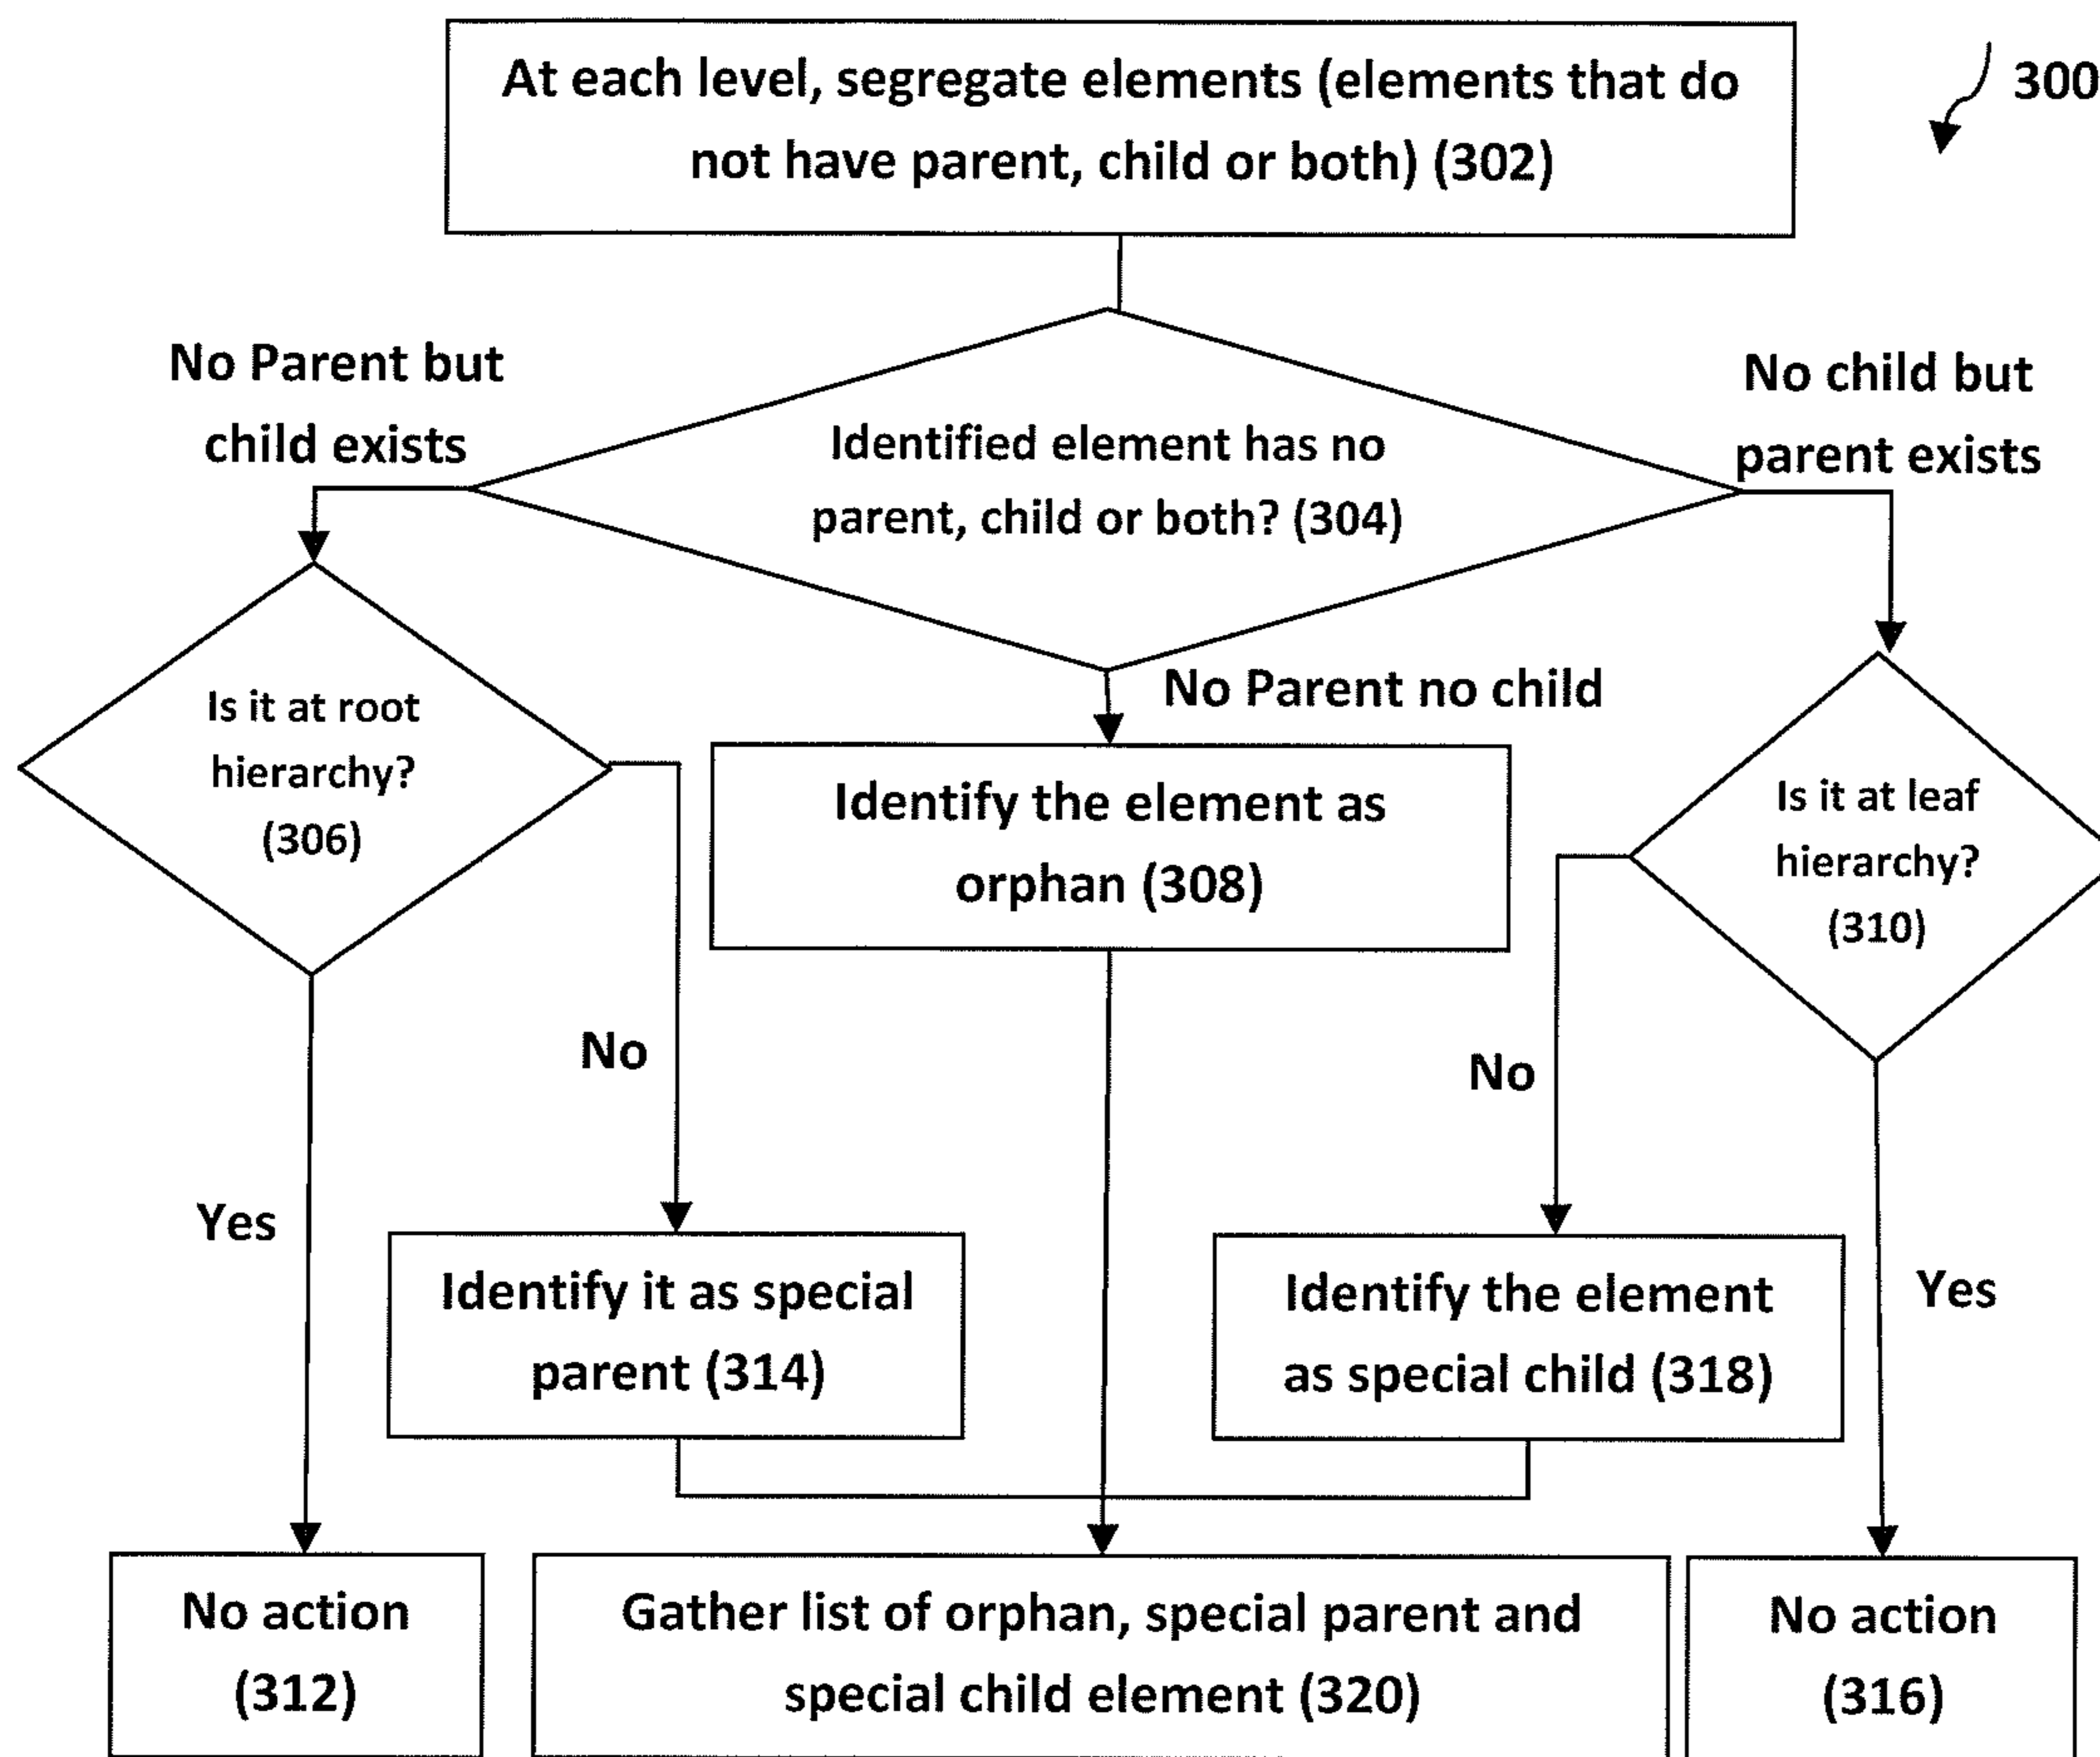 At each level, segregate elements (elements that do
not have parent, child or both) (302)
300
No Parent but
child exists
Identified element has no
parent, child or both? (304)
No child but
parent exists
Is it at root
hierarchy?
(306)
No Parent no child
Identify the element as
orphan (308)
Is it at leaf
hierarchy?
(310)
No
No
Yes
Identify it as special
parent (314)
Identify the element
as special child (318)
Yes
No action
(312)
Gather list of orphan, special parent and
special child element (320)
No action
(316)